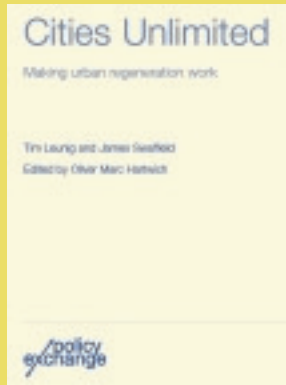 Cities Unlimited
Making urban regeneration work
Tim Leunig and James Swaffield
Edited by Oliver Marc Hartwich
policy
exchange